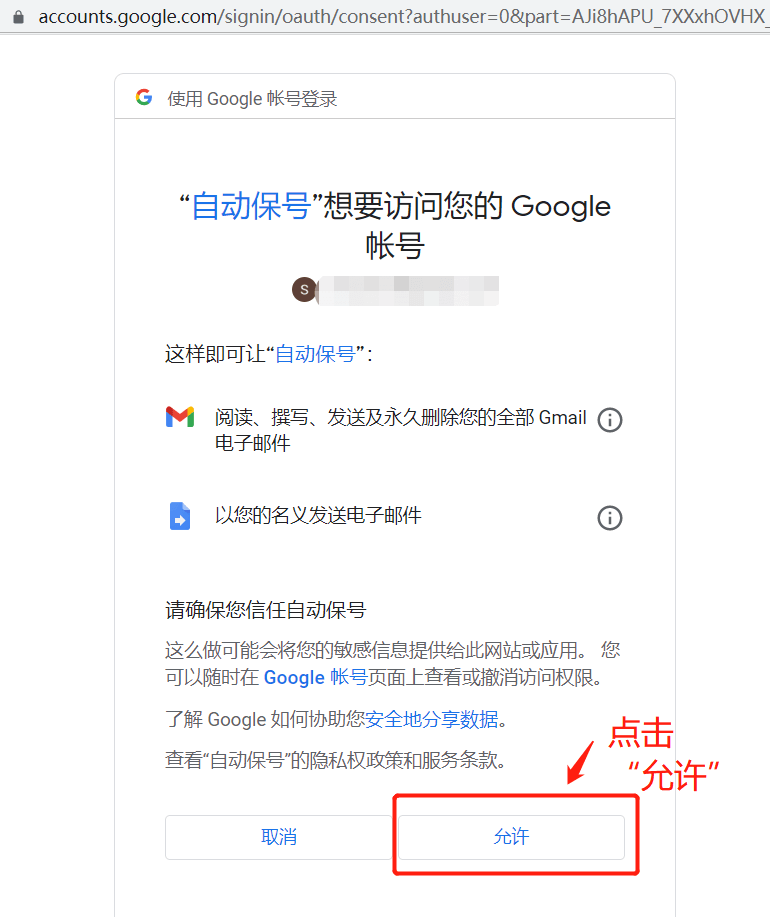 accounts.google.com/signin/oauth/consent?authuser=0&part=AJi8hAPU_7XXxhOVHX_
使用 Google 帐号登录
“自动保号”想要访问您的 Google
帐号
S
这样即可让“自动保号”：
阅读、撰写、发送及永久删除您的全部 Gmail
电子邮件
以您的名义发送电子邮件
请确保您信任自动保号
这么做可能会将您的敏感信息提供给此网站或应用。 您
可以随时在 Google 帐号页面上查看或撤消访问权限。
了解 Google 如何协助您安全地分享数据。
查看“自动保号”的隐私权政策和服务条款。
点击
“允许”
取消
允许